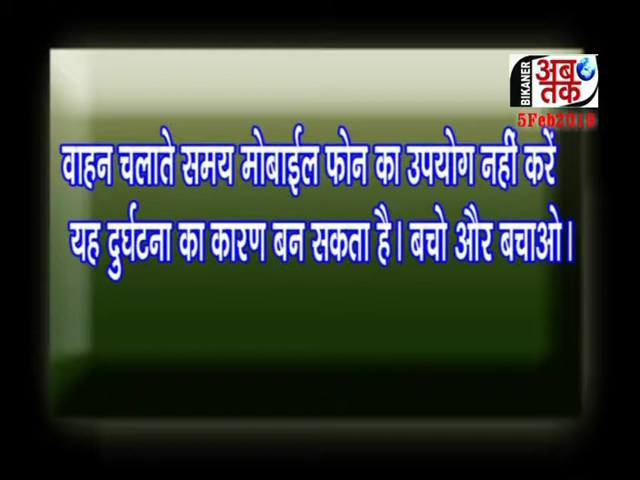 BIKANER
अब
तक
5Feb2019
वाहन चलाते समय मोबाईल फोन का उपयोग नहीं करें
यह दुर्घटना का कारण बन सकता है। बचो और बचाओ।